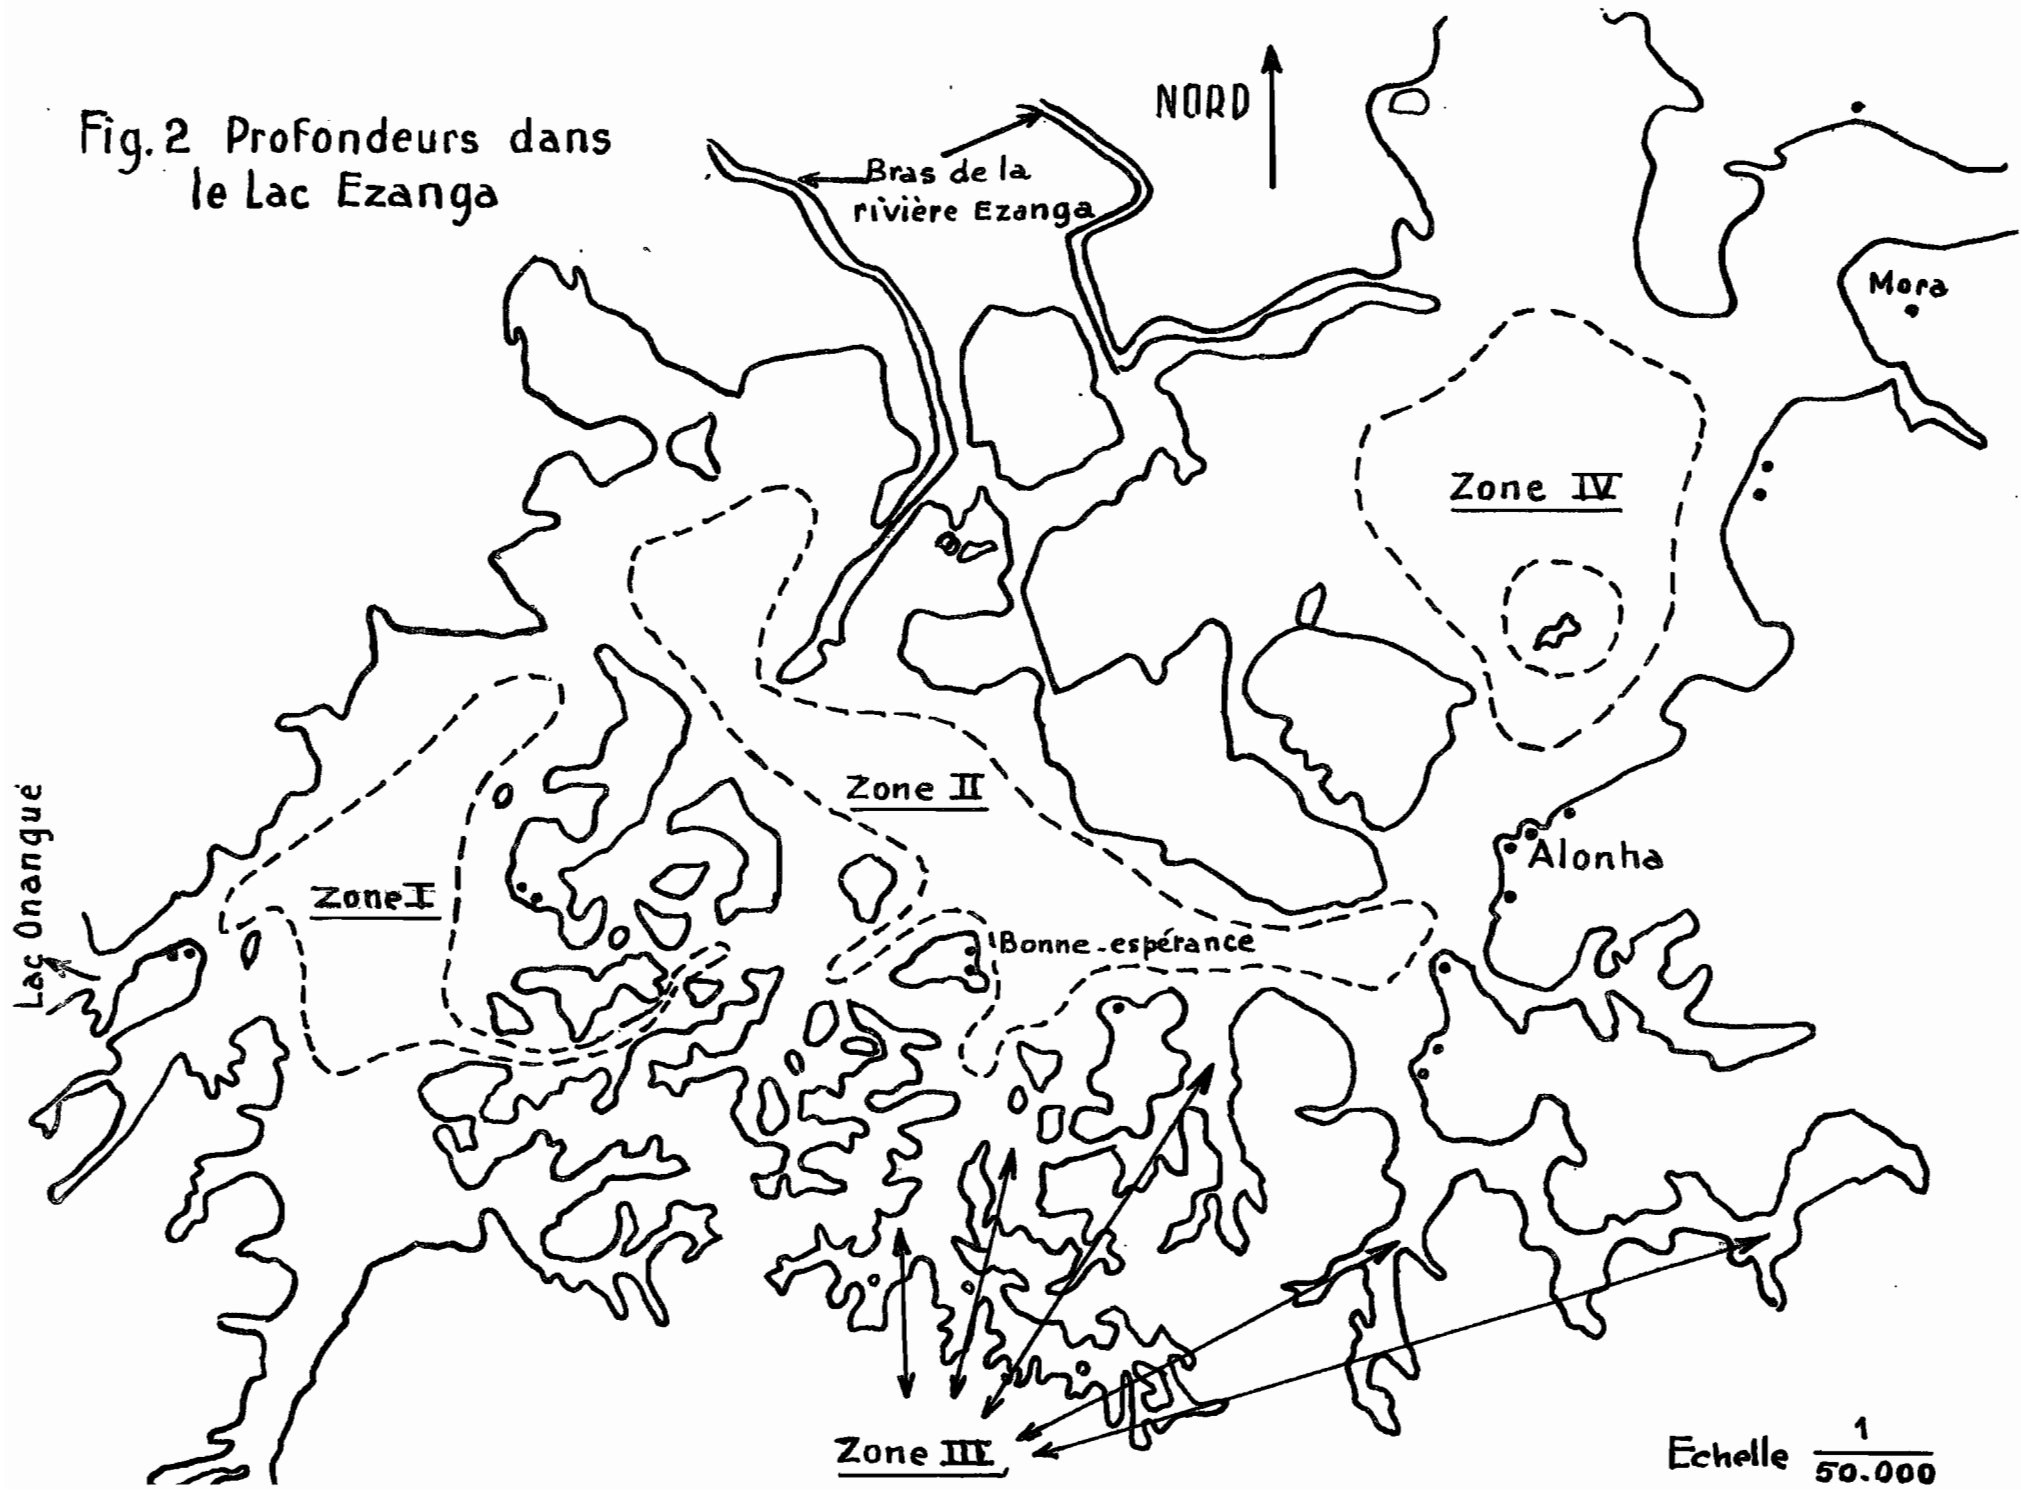 Fig. 2 Profondeurs dans
le Lac Ezanga
NORD
Bras de la
rivière Ezanga
Mora
Zone IV
Zone II
Zone I
Lac Onangué
Alonha
Bonne-espérance
Zone III
Echelle 1
50.000